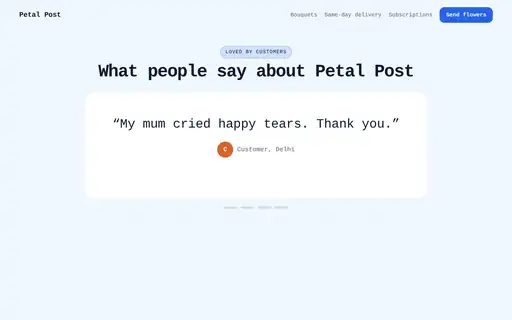 Petal Post
Bouquets Same-day delivery Subscriptions Send flowers
LOVED BY CUSTOMERS
What people say about Petal Post
“My mum cried happy tears. Thank you.”
C Customer, Delhi